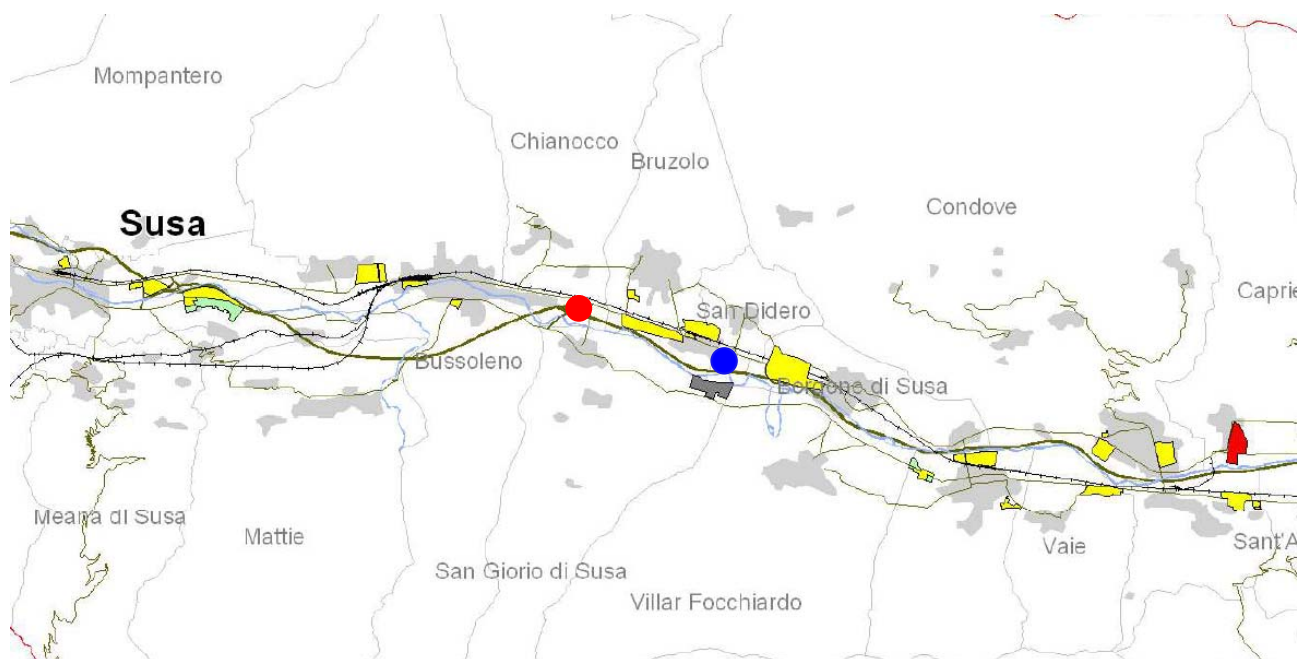 Mompantero
Chianocco
Bruzolo
Condove
Susa
Caprie
San Didero
Bussoleno
Borgone di Susa
Meana di Susa
Mattie
Vaie
Sant'A
San Giorio di Susa
Villar Focchiardo